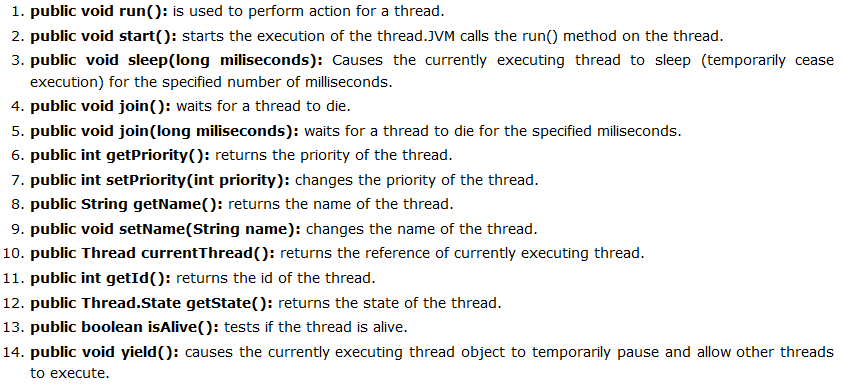 1. public void run(): is used to perform action for a thread.
2. public void start(): starts the execution of the thread.JVM calls the run() method on the thread.
3. public void sleep(long miliseconds): Causes the currently executing thread to sleep (temporarily cease
execution) for the specified number of milliseconds.
4. public void join(): waits for a thread to die.
5. public void join(long miliseconds): waits for a thread to die for the specified miliseconds.
6. public int getPriority(): returns the priority of the thread.
7. public int setPriority(int priority): changes the priority of the thread.
8. public String getName(): returns the name of the thread.
9. public void setName(String name): changes the name of the thread.
10. public Thread currentThread(): returns the reference of currently executing thread.
11. public int getId(): returns the id of the thread.
12. public Thread.State getState(): returns the state of the thread.
13. public boolean isAlive(): tests if the thread is alive.
14. public void yield(): causes the currently executing thread object to temporarily pause and allow other threads
to execute.